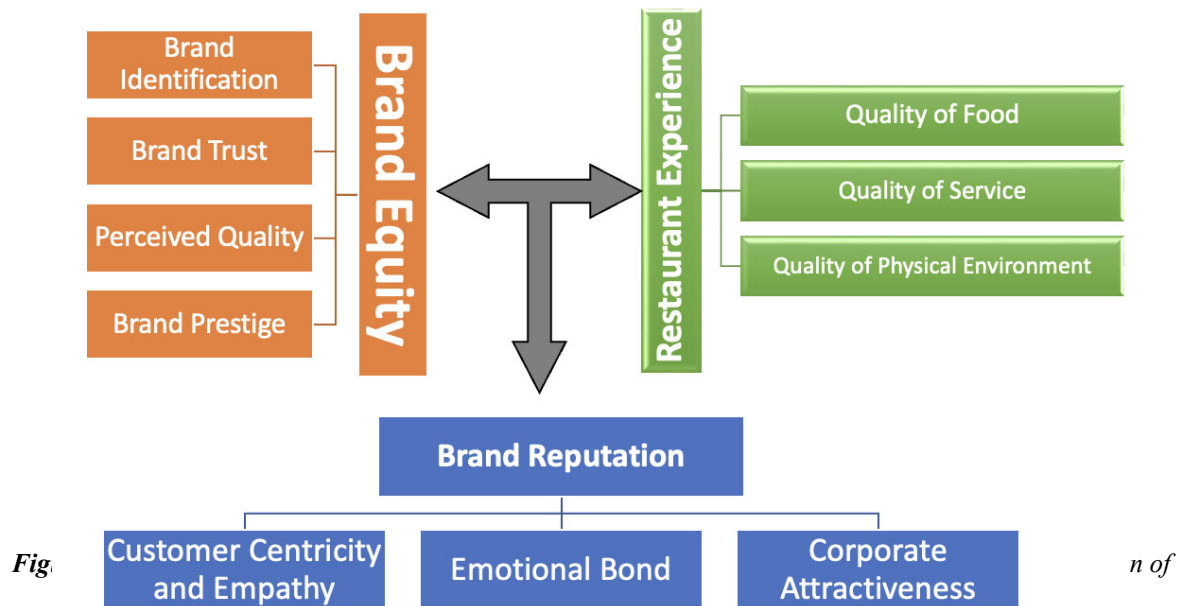 Brand
Identification
Brand Trust
Perceived Quality
Brand Prestige
Brand Equity
Restaurant Experience
Quality of Food
Quality of Service
Quality of Physical Environment
Brand Reputation
Customer Centricity
and Empathy
Emotional Bond
Corporate
Attractiveness
n of